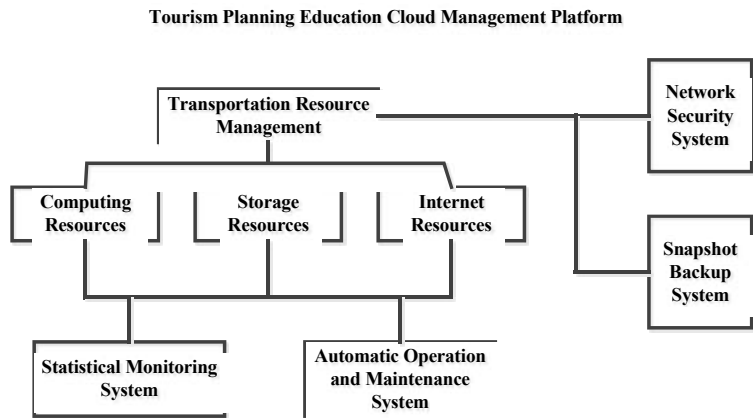 Tourism Planning Education Cloud Management Platform
Transportation Resource
Management
Network
Security
System
Computing
Resources
Storage
Resources
Internet
Resources
Snapshot
Backup
System
Statistical Monitoring
System
Automatic Operation
and Maintenance
System